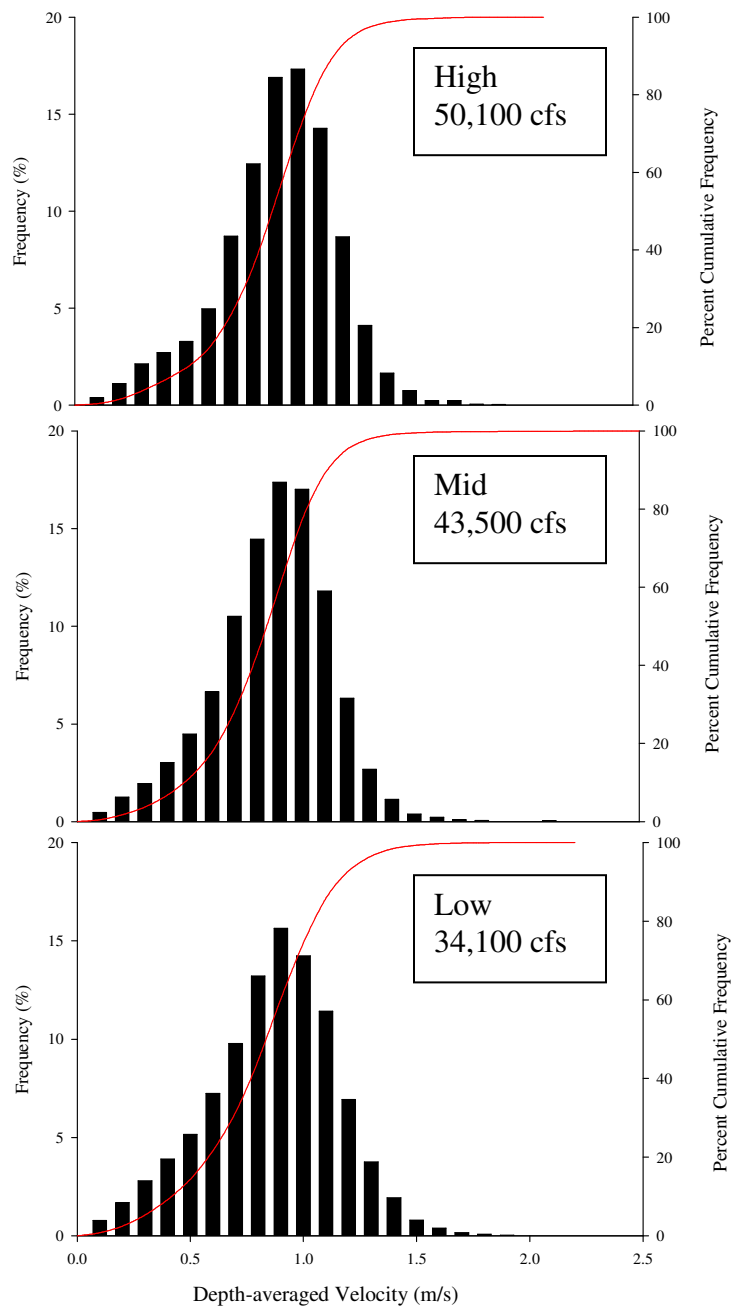 20
15
10
5
0
Frequency (%)
High
50,100 cfs
100
80
60
40
20
0
Percent Cumulative Frequency
20
15
10
5
0
Frequency (%)
Mid
43,500 cfs
100
80
60
40
20
0
Percent Cumulative Frequency
20
15
10
5
0
Frequency (%)
Low
34,100 cfs
100
80
60
40
20
0
Percent Cumulative Frequency
0.0 0.5 1.0 1.5 2.0 2.5
Depth-averaged Velocity (m/s)